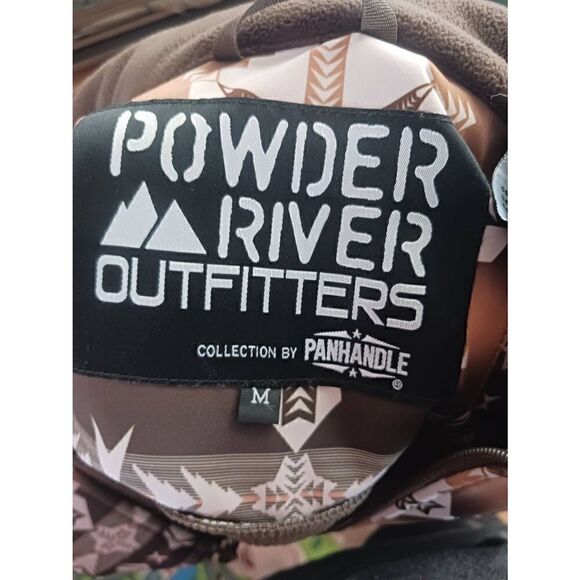 POWDER
RIVER
OUTFITTERS
COLLECTION BY PANHANDLE ®
M